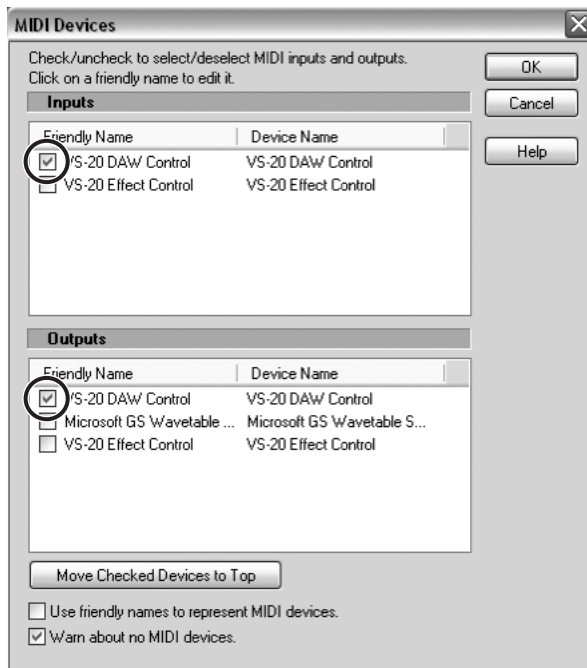 MIDI Devices
Check/uncheck to select/deselect MIDI inputs and outputs.
Click on a friendly name to edit it.
OK
Cancel
Help
Inputs
Friendly Name Device Name
VS-20 DAW Control VS-20 DAW Control
VS-20 Effect Control VS-20 Effect Control
Outputs
Friendly Name Device Name
VS-20 DAW Control VS-20 DAW Control
Microsoft GS Wavetable ... Microsoft GS Wavetable S...
VS-20 Effect Control VS-20 Effect Control
Move Checked Devices to Top
Use friendly names to represent MIDI devices.
Warn about no MIDI devices.